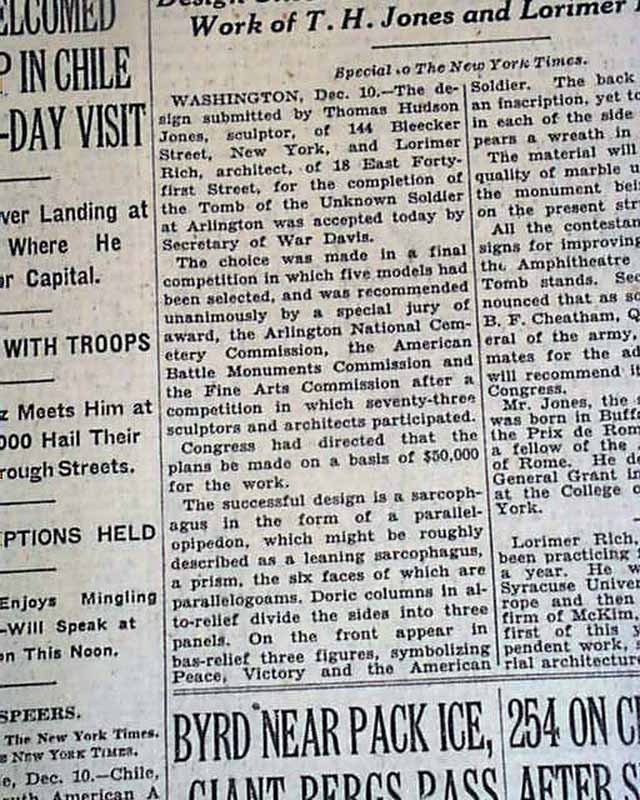 ELCOMED
IN CHILE
-DAY VISIT
ver Landing at
Where He
or Capital.
WITH TROOPS
z Meets Him at
000 Hail Their
rough Streets.
PTIONS HELD
Enjoys Mingling
-Will Speak at
on This Noon.
SPEERS.
The New York Times.
NEW YORK TIMES.
e, Dec. 10.—Chile,
uth American A
Work of T. H. Jones and Lorimer
Special to The New York Times.
WASHINGTON, Dec. 10.—The de-
sign submitted by Thomas Hudson
Jones, sculptor, of 144 Bleecker
Street, New York, and Lorimer
Rich, architect, of 18 East Forty-
first Street, for the completion of
the Tomb of the Unknown Soldier
at Arlington was accepted today by
Secretary of War Davis.
The choice was made in a final
competition in which five models had
been selected, and was recommended
unanimously by a special jury of
award, the Arlington National Cem-
etery Commission, the American
Battle Monuments Commission and
the Fine Arts Commission after a
competition in which seventy-three
sculptors and architects participated.
Congress had directed that the
plans be made on a basis of $50,000
for the work.
The successful design is a sarcoph-
agus in the form of a parallel-
opipedon, which might be roughly
described as a leaning sarcophagus,
a prism, the six faces of which are
parallelogoams. Doric columns in al-
to-relief divide the sides into three
panels. On the front appear in
bas-relief three figures, symbolizing
Peace, Victory and the American
Soldier. The back
an inscription, yet to
in each of the side
pears a wreath in
The material will
quality of marble u
the monument bei
on the present stru
All the contestan
signs for improvin
the Amphitheatre
Tomb stands. Sec
nounced that as so
B. F. Cheatham, Q
eral of the army,
mates for the ad
will recommend it
Congress.
Mr. Jones, the s
was born in Buff
the Prix de Rom
a fellow of the
of Rome. He de
General Grant in
at the College o
York.
Lorimer Rich,
been practicing
a year. He w
Syracuse Univer
rope and then
firm of McKim,
first of this y
pendent work, s
rial architectur
BYRD NEAR PACK ICE,
GIANT BERGS PASS
254 ON C
AFTER S